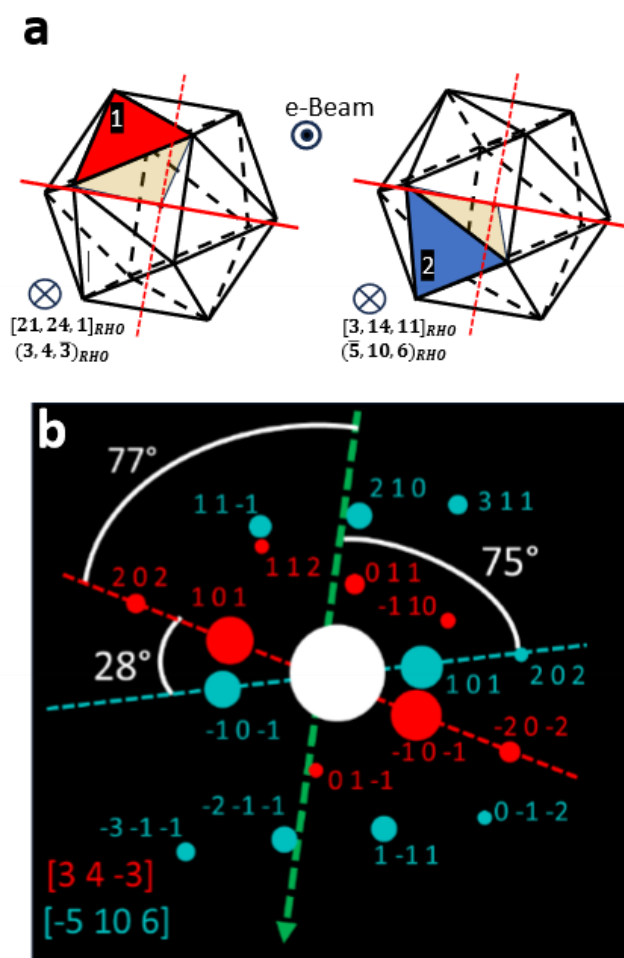 a
1
e-Beam
2
[21, 24, 1]RHO
(3, 4, 3̅)RHO
[3, 14, 11]RHO
(5̅, 10, 6)RHO
b
77°
2 1 0
3 1 1
1 1 -1
1 1 2
75°
2 0 2
0 1 1
-1 10
1 0 1
28°
1 0 1
2 0 2
-1 0 -1
-1 0 -1
-2 0 -2
0 1 -1
-2 -1 -1
0 -1 -2
-3 -1 -1
1 -1 1
[3 4 -3]
[-5 10 6]